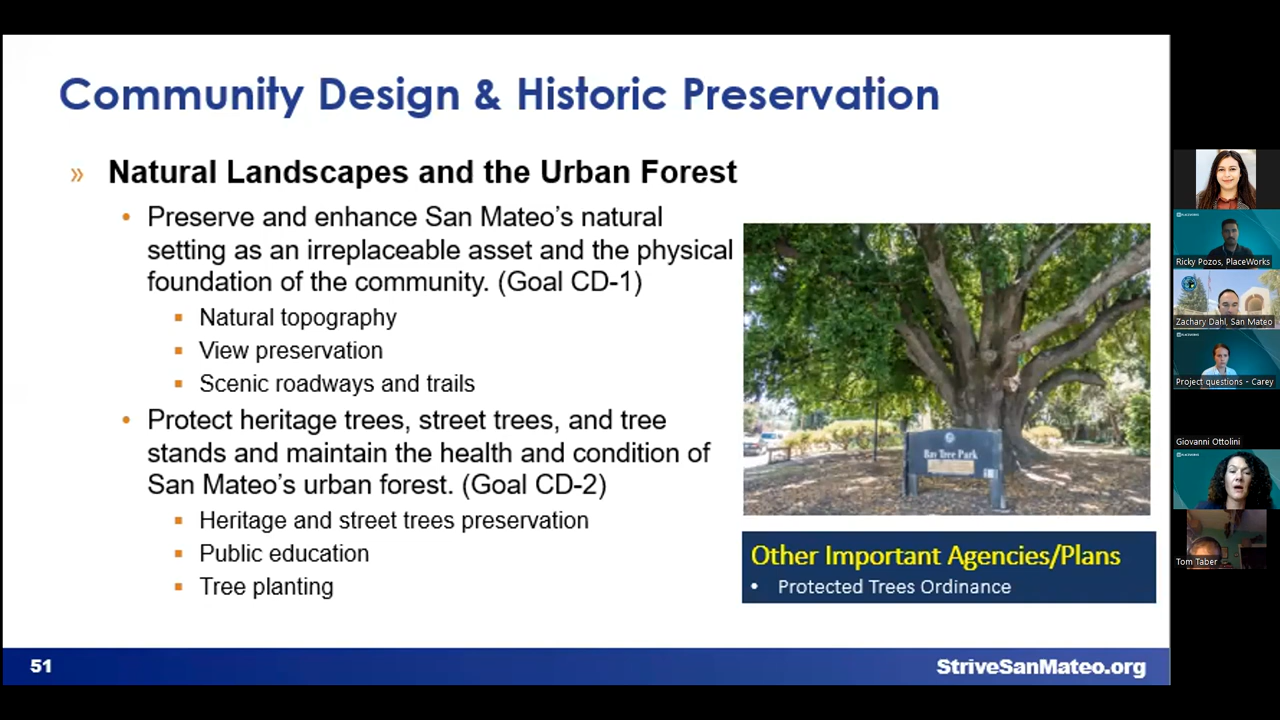 Community Design & Historic Preservation
» Natural Landscapes and the Urban Forest
• Preserve and enhance San Mateo's natural
setting as an irreplaceable asset and the physical
foundation of the community. (Goal CD-1)
▪ Natural topography
▪ View preservation
▪ Scenic roadways and trails
• Protect heritage trees, street trees, and tree
stands and maintain the health and condition of
San Mateo's urban forest. (Goal CD-2)
▪ Heritage and street trees preservation
▪ Public education
▪ Tree planting
Bay Tree Park
Other Important Agencies/Plans
• Protected Trees Ordinance
51
StriveSanMateo.org
Ricky Pozos, PlaceWorks
Zachary Dahl, San Mateo
Project questions - Carey
Giovanni Ottolini
Tom Taber